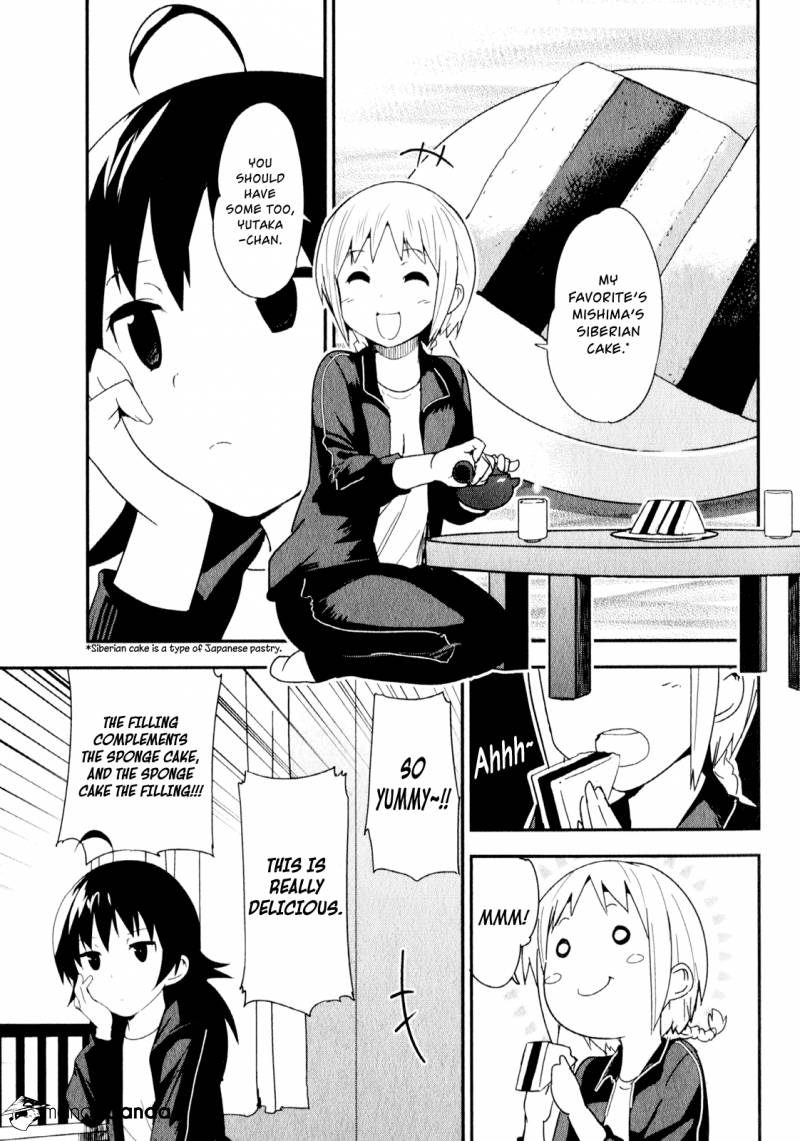 MY
FAVORITE'S
MISHIMA'S
SIBERIAN
CAKE.*
YOU
SHOULD
HAVE
SOME TOO,
YUTAKA
-CHAN.
*Siberian cake is a type of Japanese pastry.
Ahhh~
MMM!
SO
YUMMY~!!
THIS IS
REALLY
DELICIOUS.
THE FILLING
COMPLEMENTS
THE SPONGE CAKE,
AND THE SPONGE
CAKE THE FILLING!!!